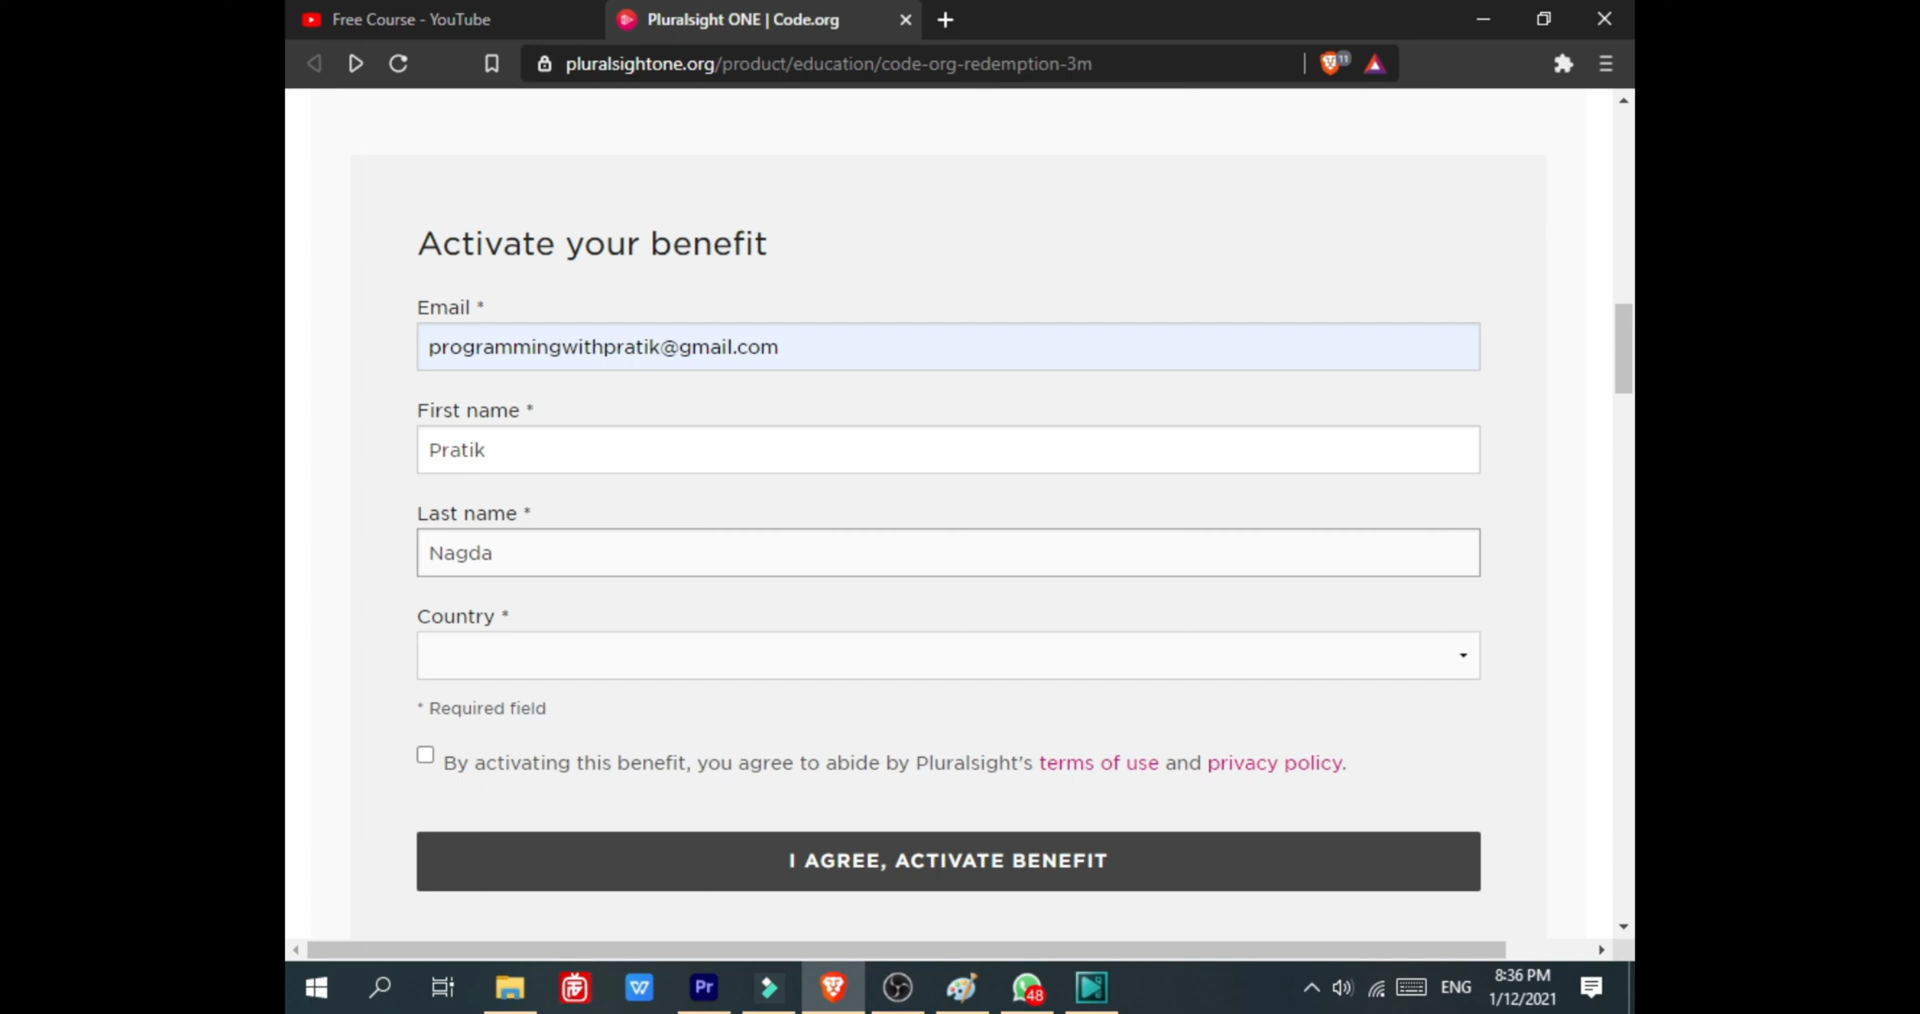 Free Course - YouTube
Pluralsight ONE | Code.org
pluralsightone.org/product/education/code-org-redemption-3m
11
Activate your benefit
Email *
programmingwithpratik@gmail.com
First name *
Pratik
Last name *
Nagda
Country *
* Required field
By activating this benefit, you agree to abide by Pluralsight's terms of use and privacy policy.
I AGREE, ACTIVATE BENEFIT
W
Pr
48
ENG
8:36 PM
1/12/2021